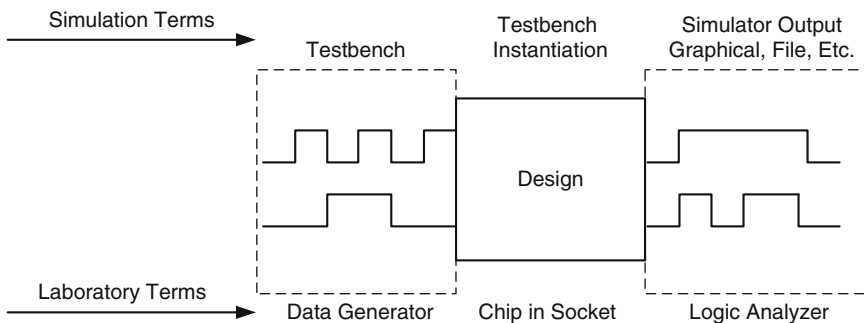 Simulation Terms
Testbench
Testbench
Instantiation
Simulator Output
Graphical, File, Etc.
Design
Laboratory Terms
Data Generator
Chip in Socket
Logic Analyzer